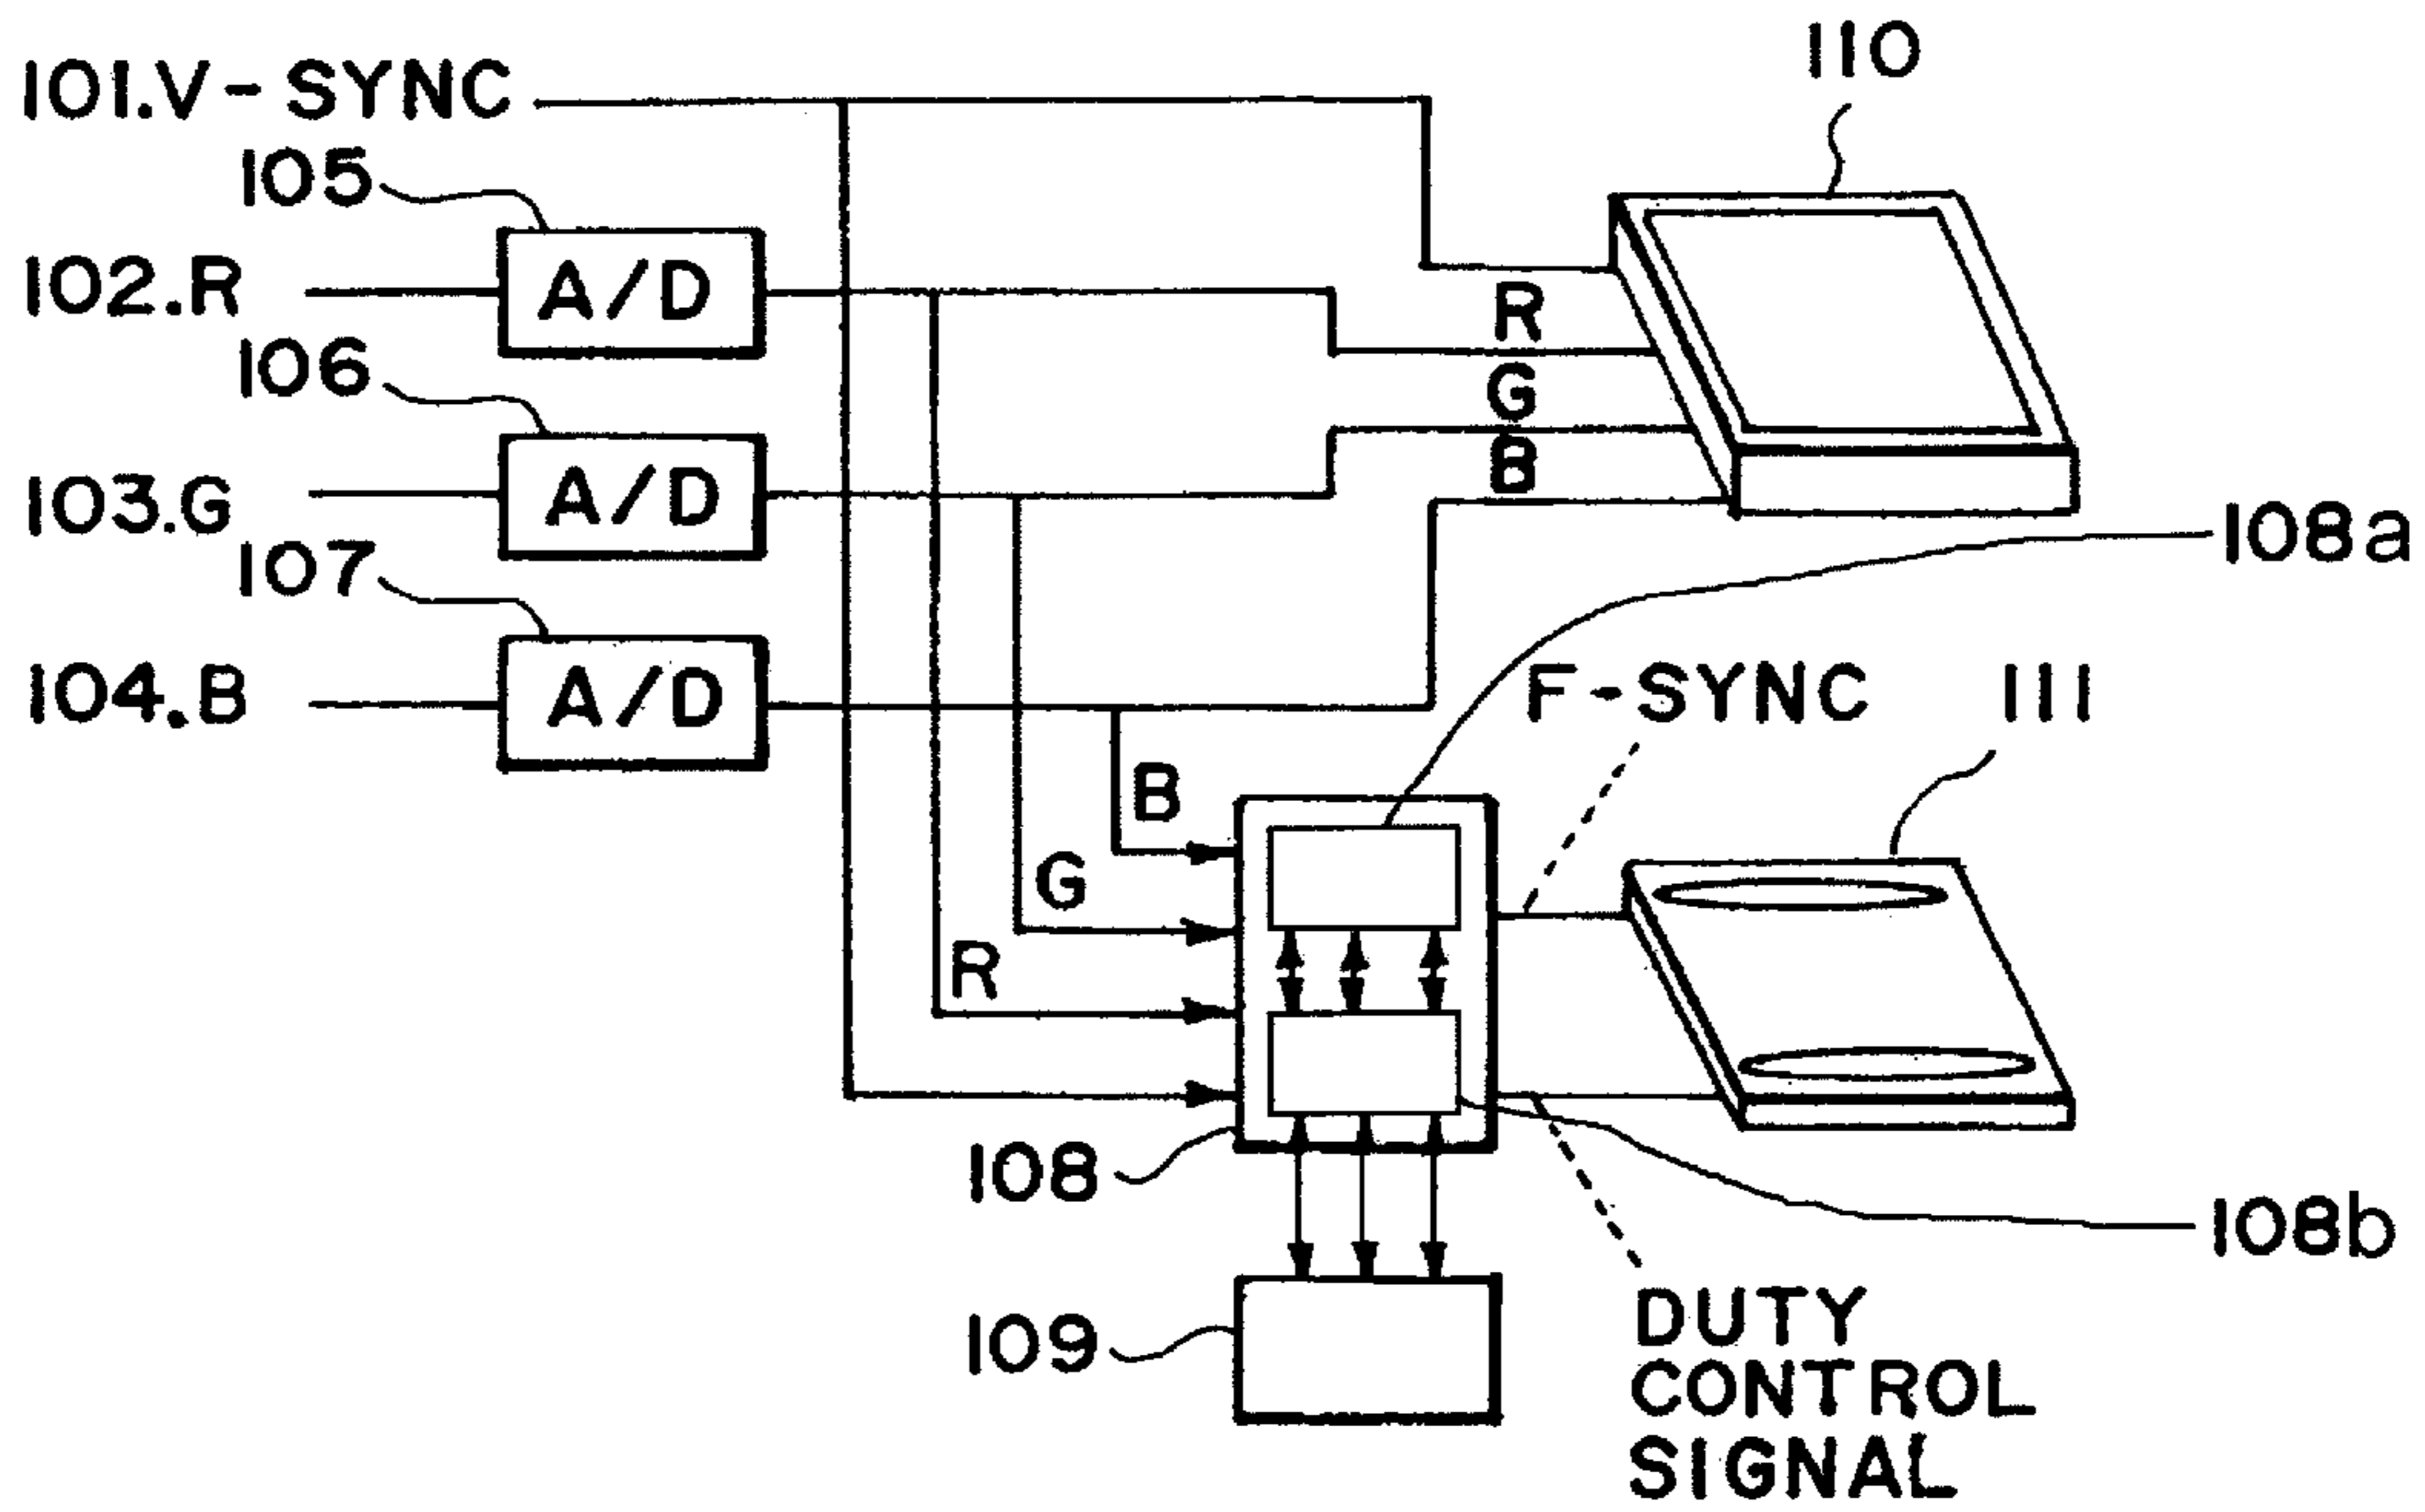 110
101.V-SYNC
105
102.R
A/D
R
106
G
103.G
A/D
B
108a
107
104.B
A/D
F-SYNC
111
B
G
R
108
108b
109
DUTY
CONTROL
SIGNAL